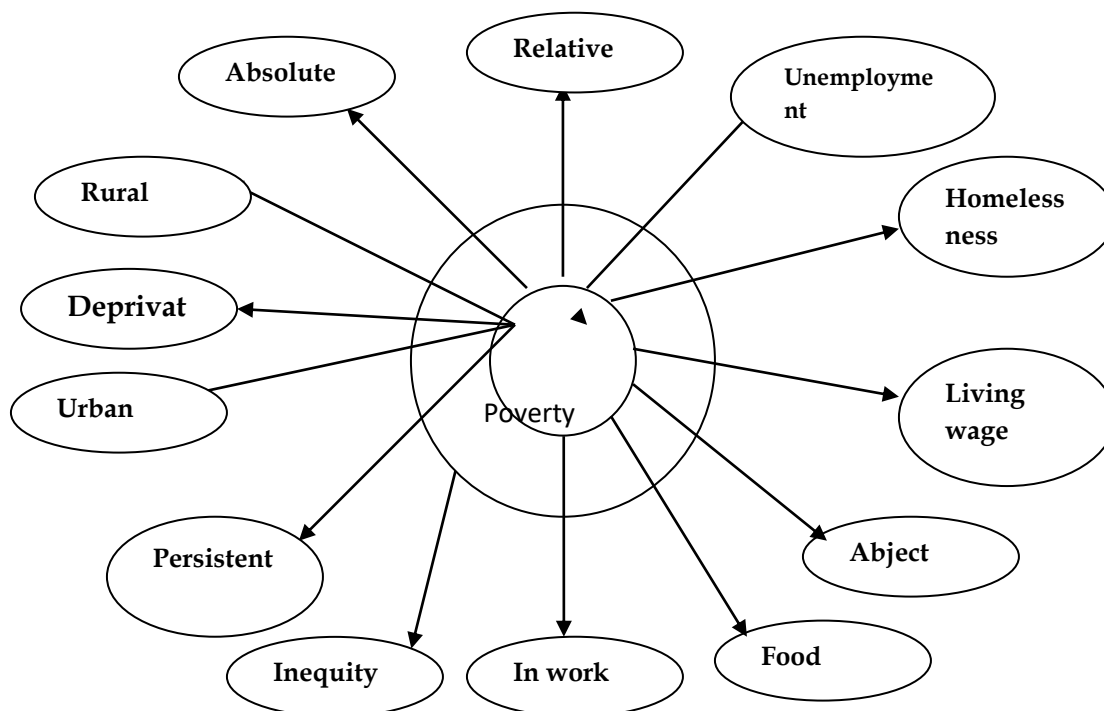 Relative
Absolute
Unemployme
nt
Rural
Homeless
ness
Deprivat
Urban
Living
wage
Poverty
Persistent
Abject
Inequity
In work
Food